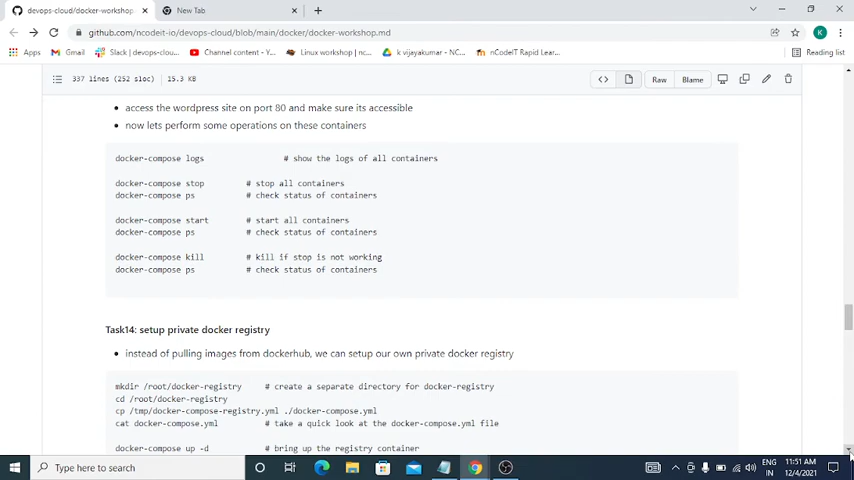 devops-cloud/docker-workshop.
New Tab
github.com/ncodeit-io/devops-cloud/blob/main/docker/docker-workshop.md
Apps
Gmail
Slack | devops-cloud...
Channel content - Y...
Linux workshop | nc...
k vijayakumar - NC...
nCodeIT Rapid Lear...
Reading list
337 lines (252 sloc)
15.3 KB
Raw
Blame
access the wordpress site on port 80 and make sure its accessible
now lets perform some operations on these containers
docker-compose logs # show the logs of all containers
docker-compose stop # stop all containers
docker-compose ps # check status of containers
docker-compose start # start all containers
docker-compose ps # check status of containers
docker-compose kill # kill if stop is not working
docker-compose ps # check status of containers
Task14: setup private docker registry
instead of pulling images from dockerhub, we can setup our own private docker registry
mkdir /root/docker-registry # create a separate directory for docker-registry
cd /root/docker-registry
cp /tmp/docker-compose-registry.yml ./docker-compose.yml
cat docker-compose.yml # take a quick look at the docker-compose.yml file
docker-compose up -d # bring up the registry container
Type here to search
ENG
IN
11:51 AM
12/4/2021